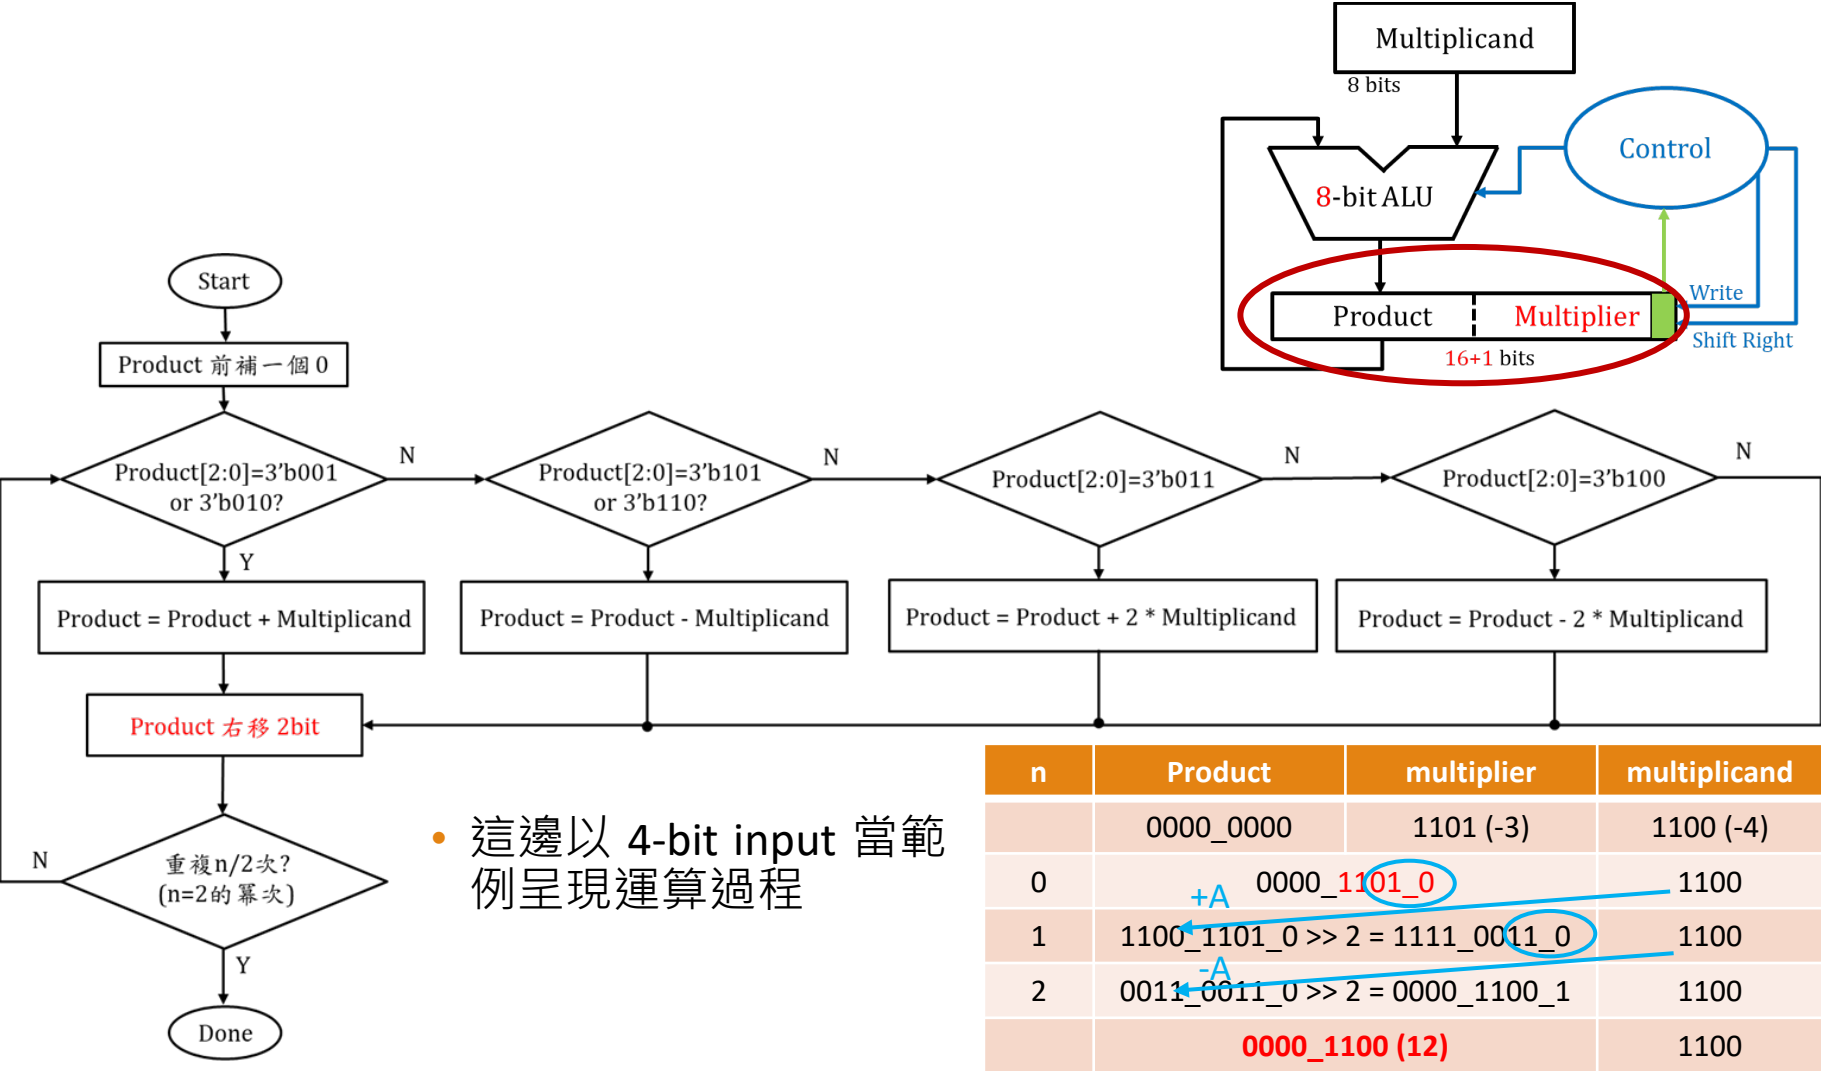 Multiplicand
8 bits
Control
8-bit ALU
Write
Product
Multiplier
Shift Right
16+1 bits
Start
Product 前補一個 0
N
N
N
N
Product[2:0]=3'b001
or 3'b010?
Product[2:0]=3'b101
or 3'b110?
Product[2:0]=3'b011
Product[2:0]=3'b100
Y
Product = Product + Multiplicand
Product = Product - Multiplicand
Product = Product + 2 * Multiplicand
Product = Product - 2 * Multiplicand
Product 右移 2bit
N
重複n/2次?
(n=2的冪次)
Y
Done
• 這邊以 4-bit input 當範
例呈現運算過程
n Product multiplier multiplicand
0000_0000 1101 (-3) 1100 (-4)
0 0000_1101_0 1100
+A
1 1100_1101_0 >> 2 = 1111_0011_0 1100
-A
2 0011_0011_0 >> 2 = 0000_1100_1 1100
0000_1100 (12) 1100